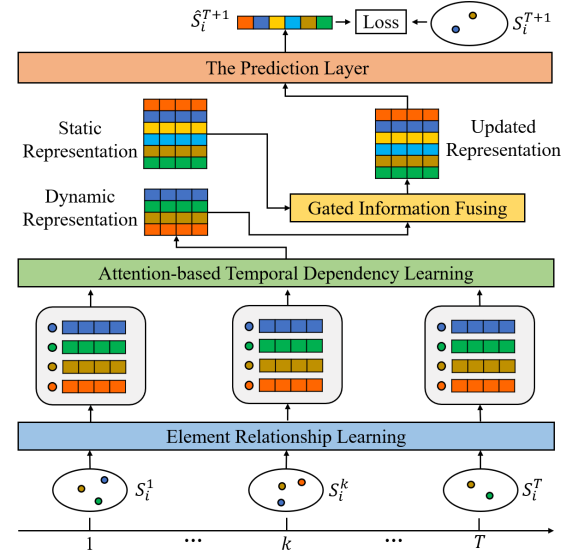 Ŝ_i^{T+1}
Loss
S_i^{T+1}
The Prediction Layer
Static
Representation
Updated
Representation
Dynamic
Representation
Gated Information Fusing
Attention-based Temporal Dependency Learning
Element Relationship Learning
S_i^1
S_i^k
S_i^T
1 ... k ... T